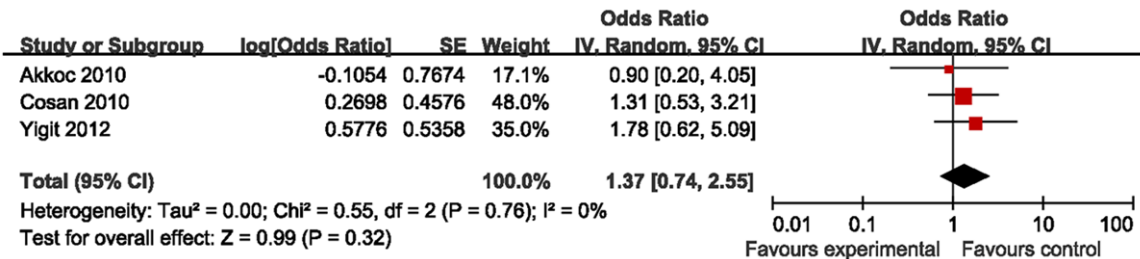 Odds Ratio Odds Ratio
Study or Subgroup log[Odds Ratio] SE Weight IV. Random. 95% CI IV. Random. 95% CI
Akkoc 2010 -0.1054 0.7674 17.1% 0.90 [0.20, 4.05]
Cosan 2010 0.2698 0.4576 48.0% 1.31 [0.53, 3.21]
Yigit 2012 0.5776 0.5358 35.0% 1.78 [0.62, 5.09]
Total (95% CI) 100.0% 1.37 [0.74, 2.55]
Heterogeneity: Tau² = 0.00; Chi² = 0.55, df = 2 (P = 0.76); I² = 0%
Test for overall effect: Z = 0.99 (P = 0.32)
0.01 0.1 1 10 100
Favours experimental Favours control